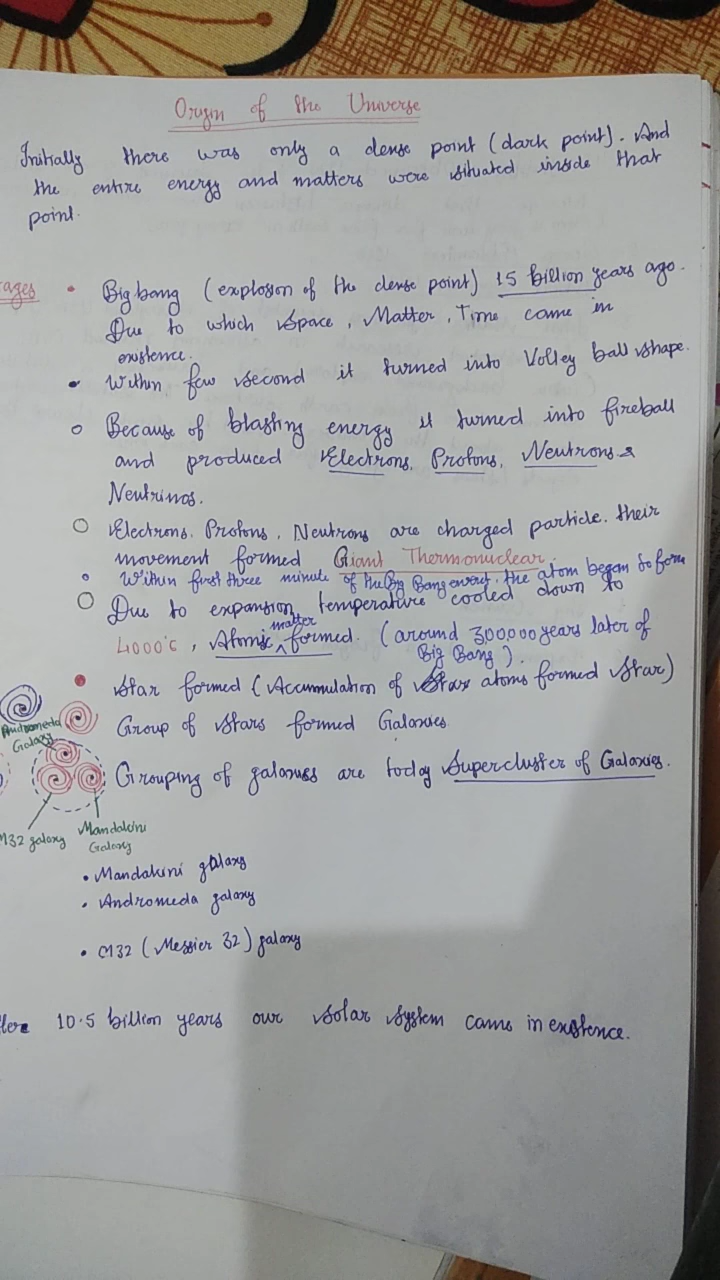 Origin of the Universe
Initially there was only a dense point (dark point). And
the entire energy and matters were situated inside that
point.
ages
• Big bang (exploson of the dense point) 15 billion years ago.
Due to which space, Matter, Time came in
existence.
• Within few second it turned into Volley ball shape.
o Because of blasting energy it turned into fireball
and produced Electrons, Protons, Neutrons &
Neutrinos.
O Electrons, Protons, Neutrons are charged particle. their
movement formed Giant Thermonuclear.
o Within first three minute of the Big Bang event, the atom began to form
O Due to expansion temperature cooled down to
4000°C, Atomic matter formed. (around 300000 years later of
Big Bang).
• Star formed (Accumulation of atoms formed Star)
Group of stars formed Galaxies
Andromeda
Galaxy
Grouping of galaxies are today Supercluster of Galaxies.
M32 galaxy
Mandakini
Galaxy
• Mandakini galaxy
• Andromeda galaxy
• M32 (Messier 32) galaxy
10.5 billion years our solar system came in existence.